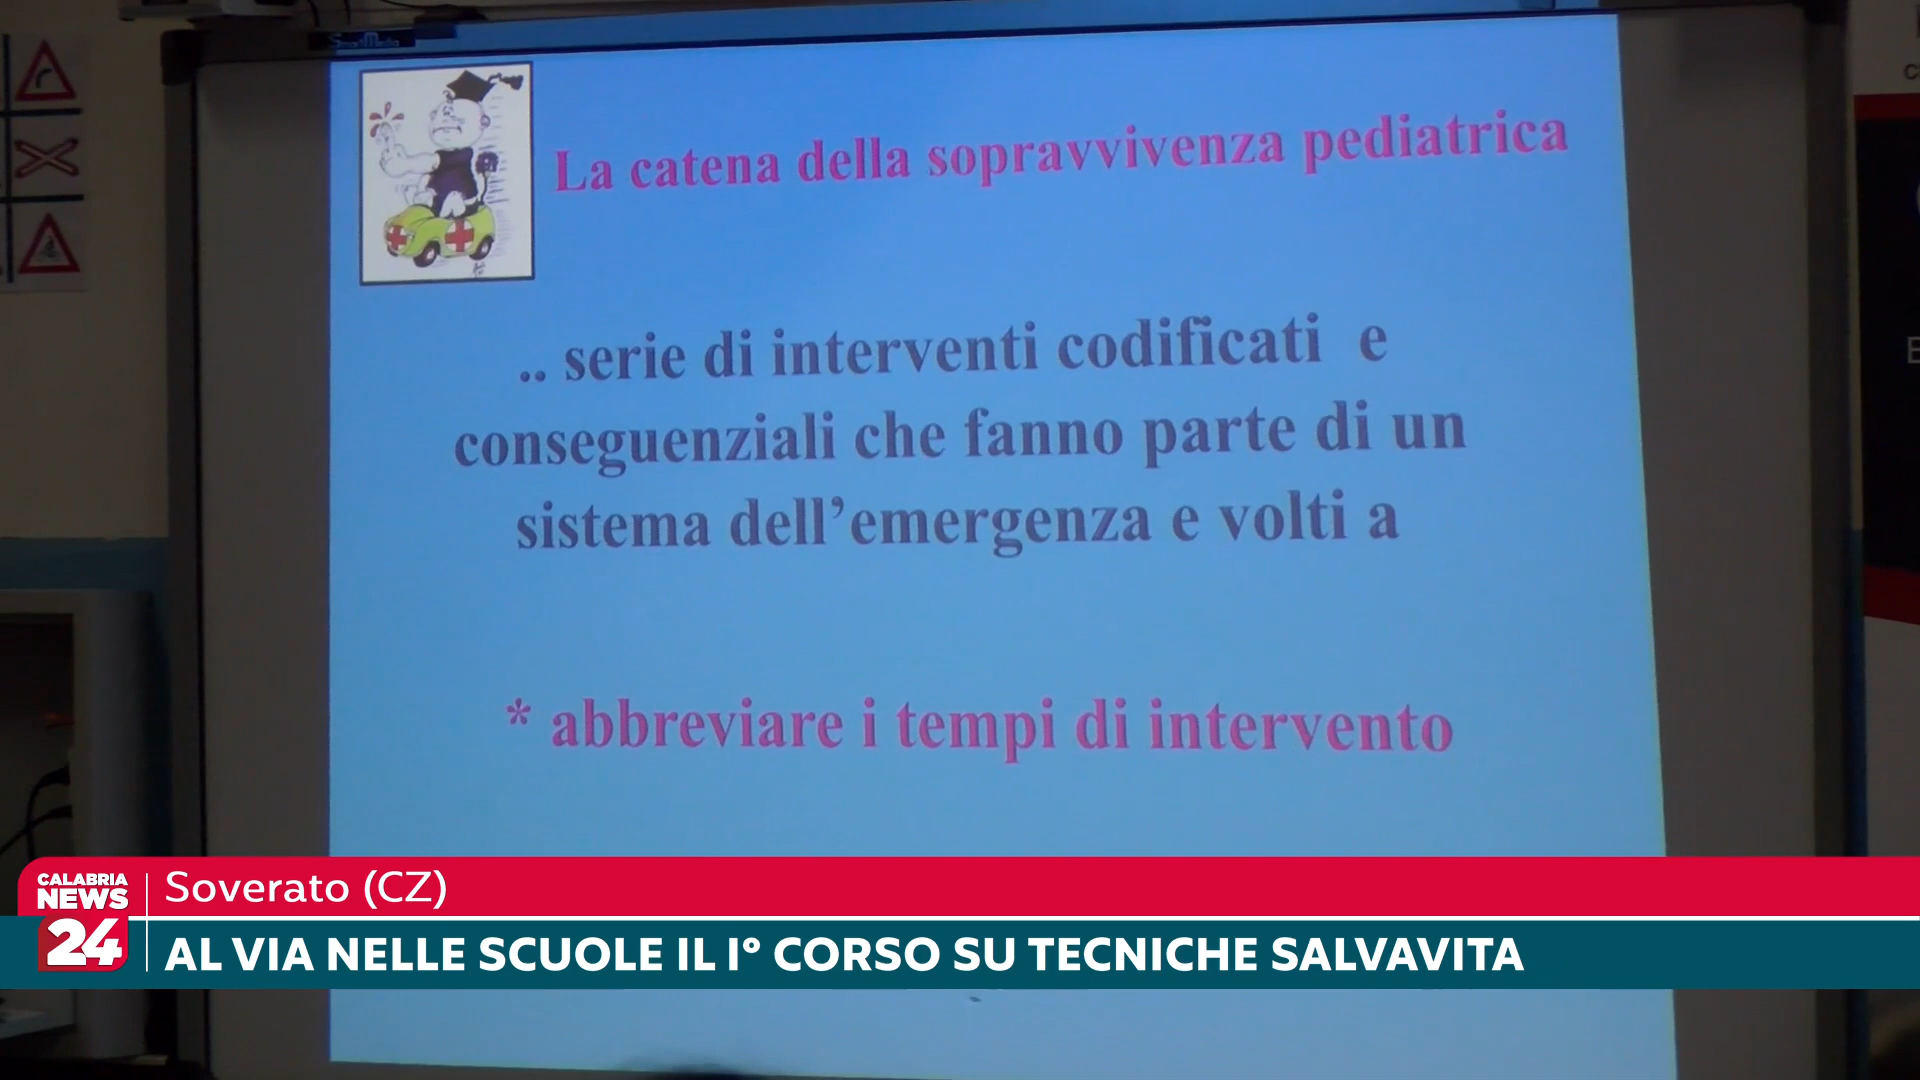 SmartMedia
La catena della sopravvivenza pediatrica
.. serie di interventi codificati e
conseguenziali che fanno parte di un
sistema dell'emergenza e volti a
* abbreviare i tempi di intervento
CALABRIA
NEWS
24
Soverato (CZ)
AL VIA NELLE SCUOLE IL I° CORSO SU TECNICHE SALVAVITA